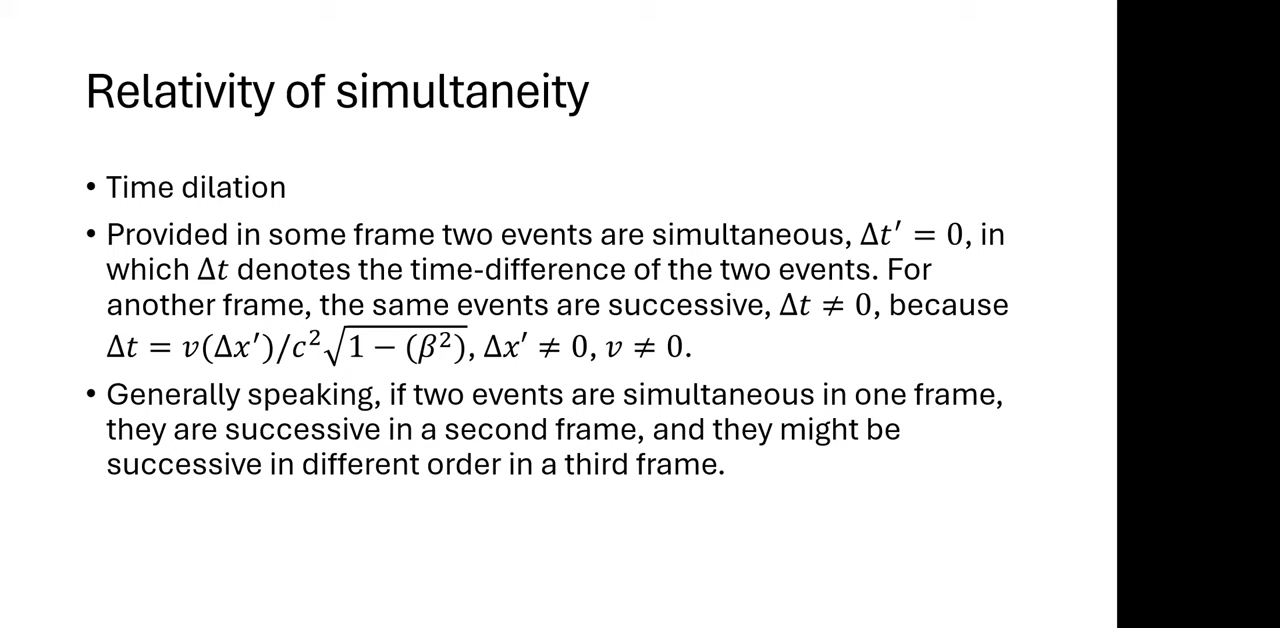 Relativity of simultaneity
• Time dilation
• Provided in some frame two events are simultaneous, Δt′ = 0, in
which Δt denotes the time-difference of the two events. For
another frame, the same events are successive, Δt ≠ 0, because
Δt = v(Δx′)/c²√(1 − (β²)), Δx′ ≠ 0, v ≠ 0.
• Generally speaking, if two events are simultaneous in one frame,
they are successive in a second frame, and they might be
successive in different order in a third frame.